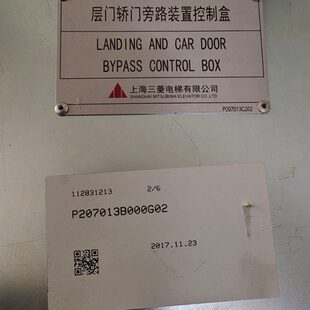 层门轿门旁路装置控制盒
LANDING AND CAR DOOR
BYPASS CONTROL BOX
上海三菱电梯有限公司
SHANGHAI MITSUBISHI ELEVATOR CO.LTD
P207013C202
112831213 2/6
P207013B000G02
2017.11.23